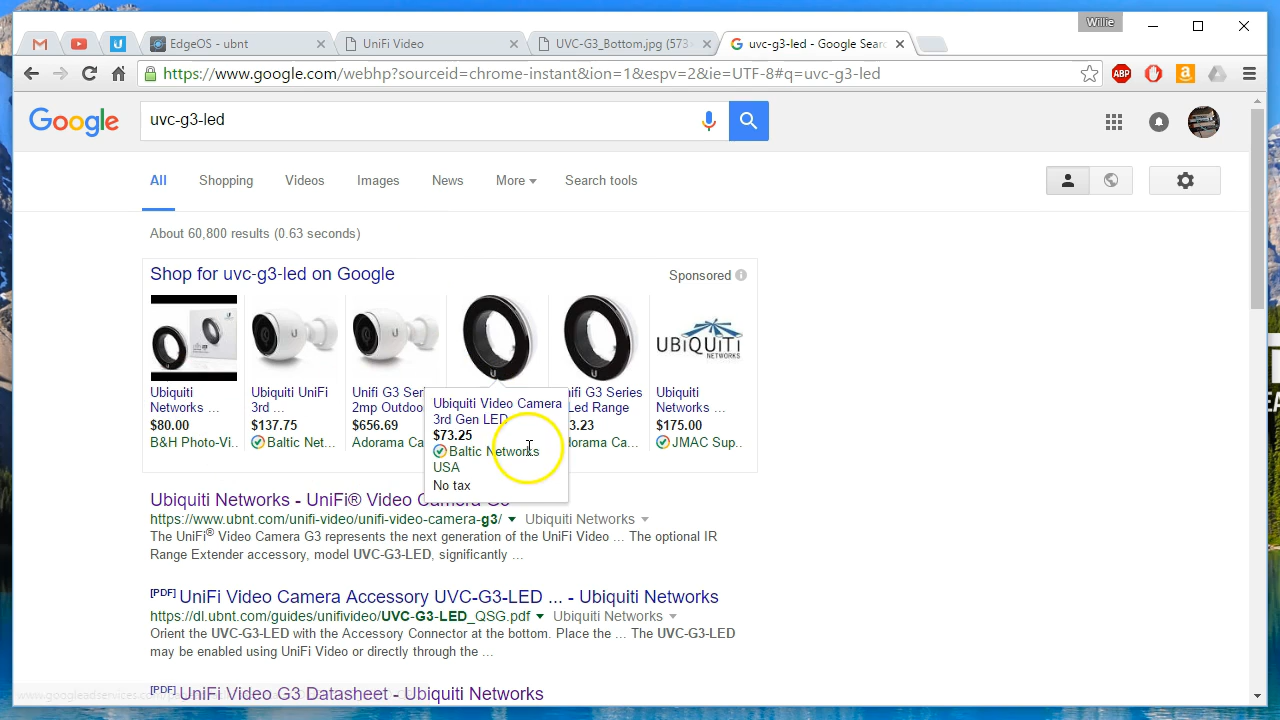 Willie
EdgeOS - ubnt
UniFi Video
UVC-G3_Bottom.jpg (573×
uvc-g3-led - Google Sear
https://www.google.com/webhp?sourceid=chrome-instant&ion=1&espv=2&ie=UTF-8#q=uvc-g3-led
ABP
Google
uvc-g3-led
All
Shopping
Videos
Images
News
More
Search tools
About 60,800 results (0.63 seconds)
Shop for uvc-g3-led on Google
Sponsored
UBIQUITI
NETWORKS
Ubiquiti
Networks ...
$80.00
B&H Photo-Vi..
Ubiquiti UniFi
3rd ...
$137.75
Baltic Net...
Unifi G3 Seri
2mp Outdoo
$656.69
Adorama Ca
Ubiquiti Video Camera
3rd Gen LED
$73.25
Baltic Networks
USA
No tax
nifi G3 Series
Led Range
3.23
dorama Ca...
Ubiquiti
Networks ...
$175.00
JMAC Sup..
Ubiquiti Networks - UniFi® Video Camera G3
https://www.ubnt.com/unifi-video/unifi-video-camera-g3/
Ubiquiti Networks
The UniFi® Video Camera G3 represents the next generation of the UniFi Video ... The optional IR
Range Extender accessory, model UVC-G3-LED, significantly ...
[PDF] UniFi Video Camera Accessory UVC-G3-LED ... - Ubiquiti Networks
https://dl.ubnt.com/guides/unifivideo/UVC-G3-LED_QSG.pdf
Ubiquiti Networks
Orient the UVC-G3-LED with the Accessory Connector at the bottom. Place the ... The UVC-G3-LED
may be enabled using UniFi Video or directly through the ...
[PDF] UniFi Video G3 Datasheet - Ubiquiti Networks